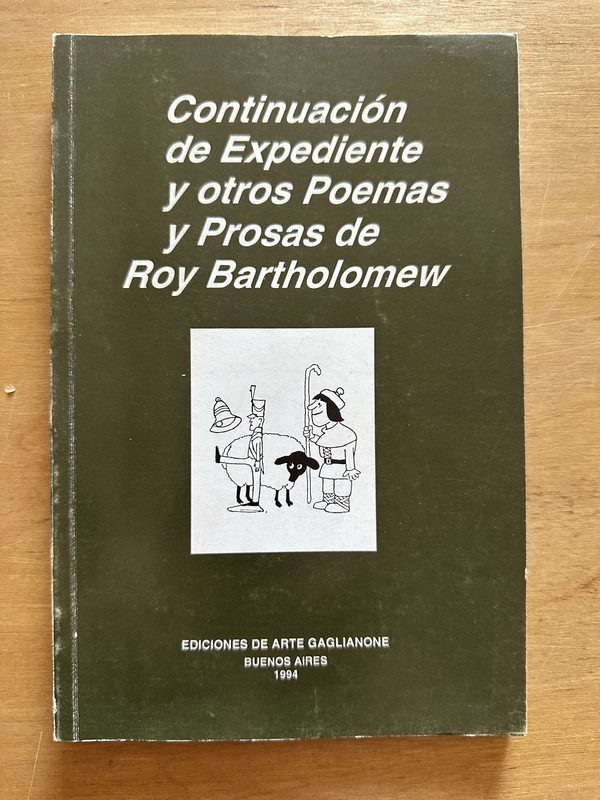 Continuación
de Expediente
y otros Poemas
y Prosas de
Roy Bartholomew
EDICIONES DE ARTE GAGLIANONE
BUENOS AIRES
1994